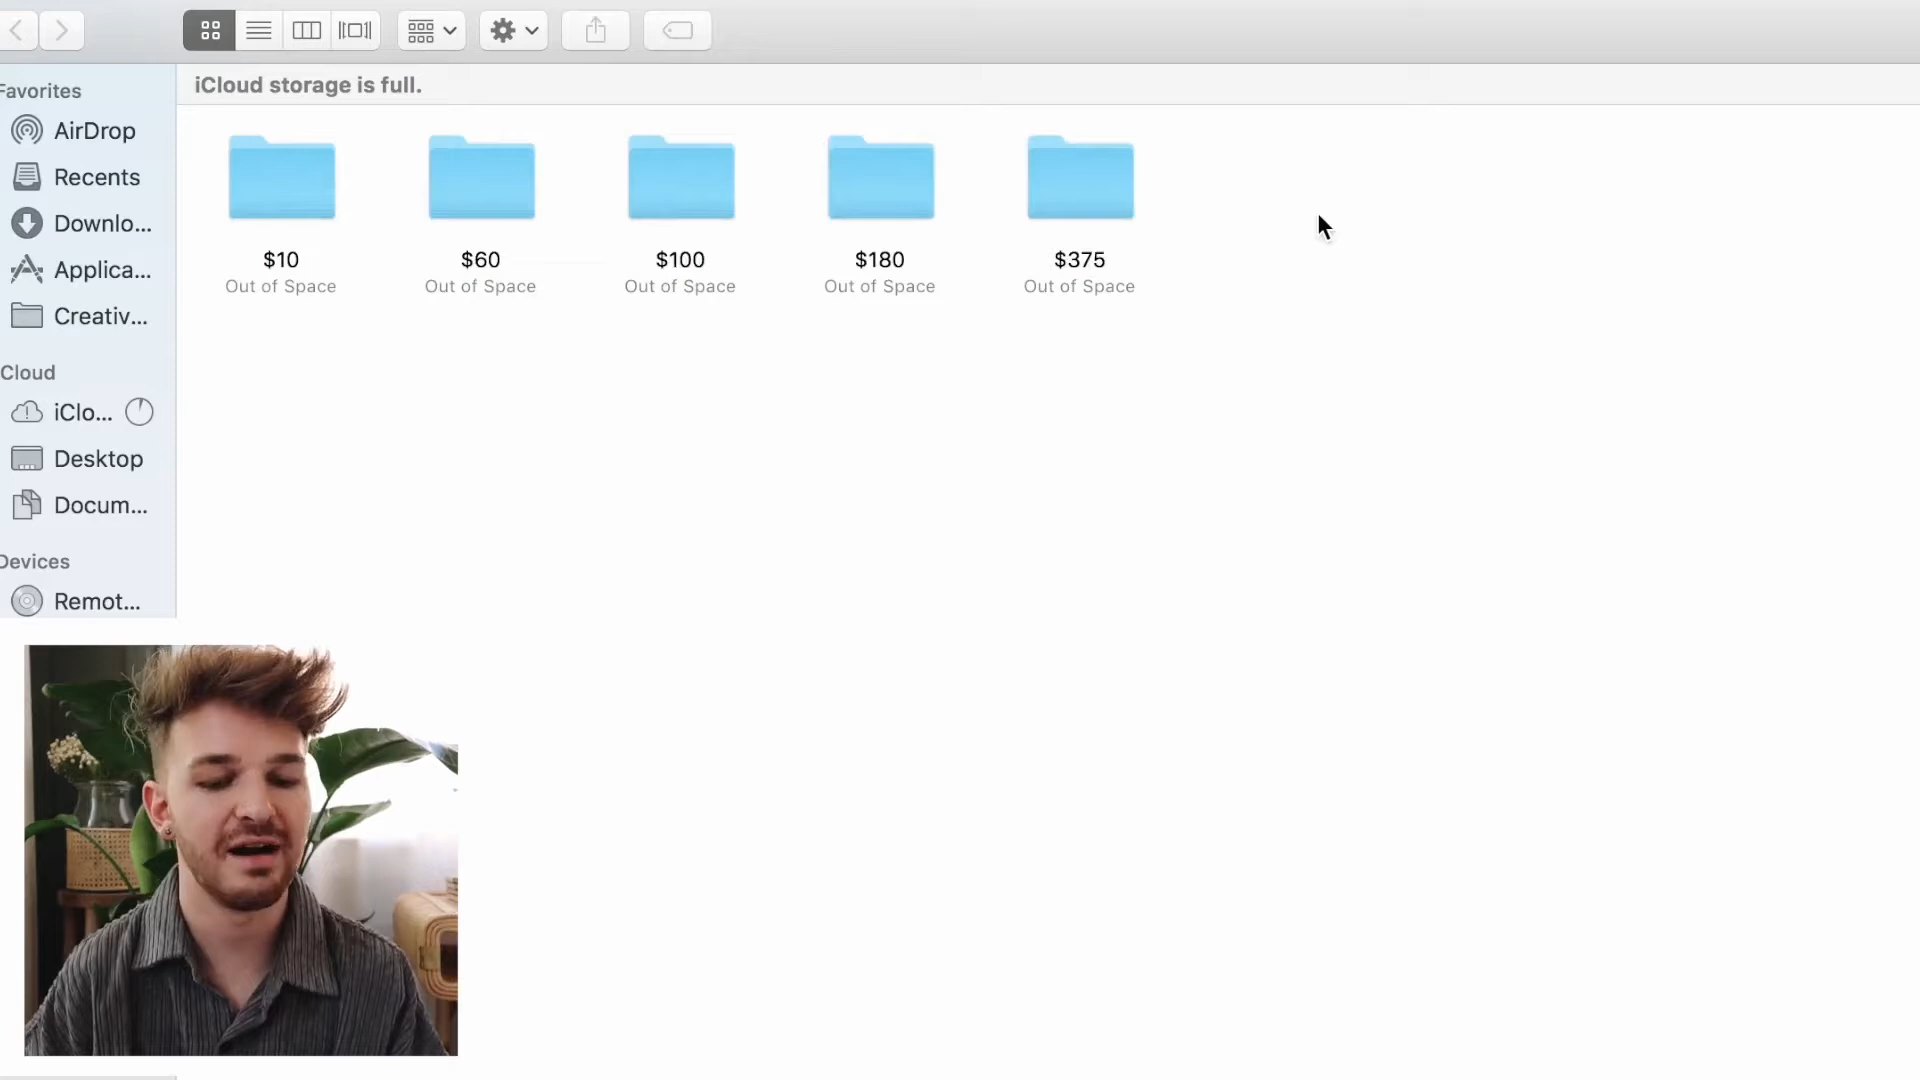 iCloud storage is full.
Favorites
AirDrop
Recents
Downlo...
Applica...
Creativ...
Cloud
iClo...
Desktop
Docum...
Devices
Remot...
$10
Out of Space
$60
Out of Space
$100
Out of Space
$180
Out of Space
$375
Out of Space